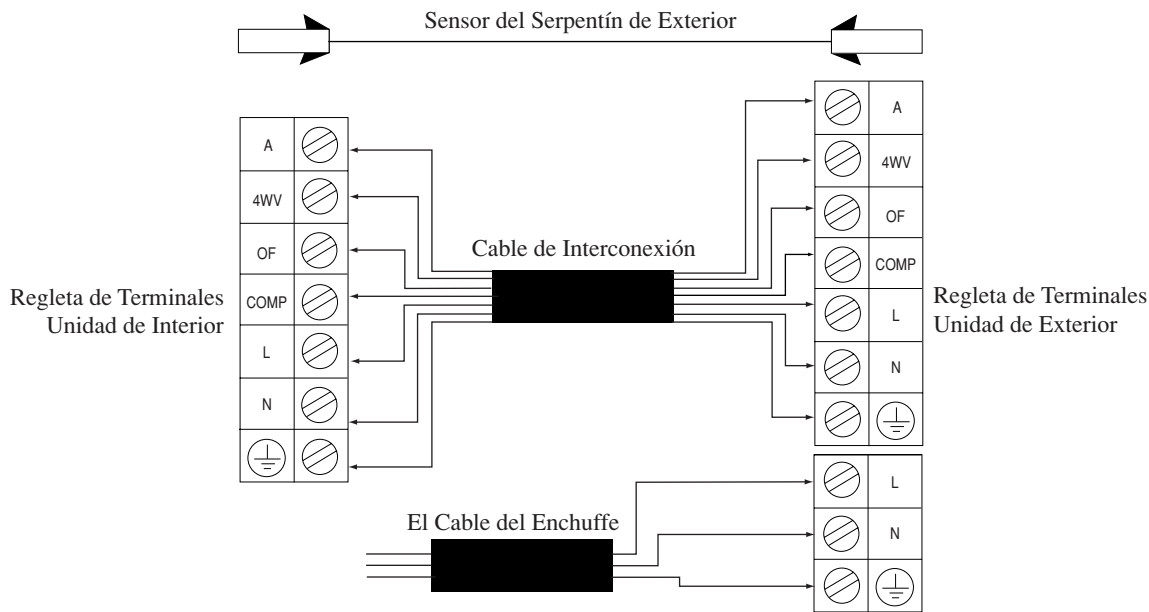 Sensor del Serpentín de Exterior
A
4WV
OF
COMP
L
N
Regleta de Terminales
Unidad de Interior
Cable de Interconexión
A
4WV
OF
COMP
L
N
Regleta de Terminales
Unidad de Exterior
El Cable del Enchuffe
L
N